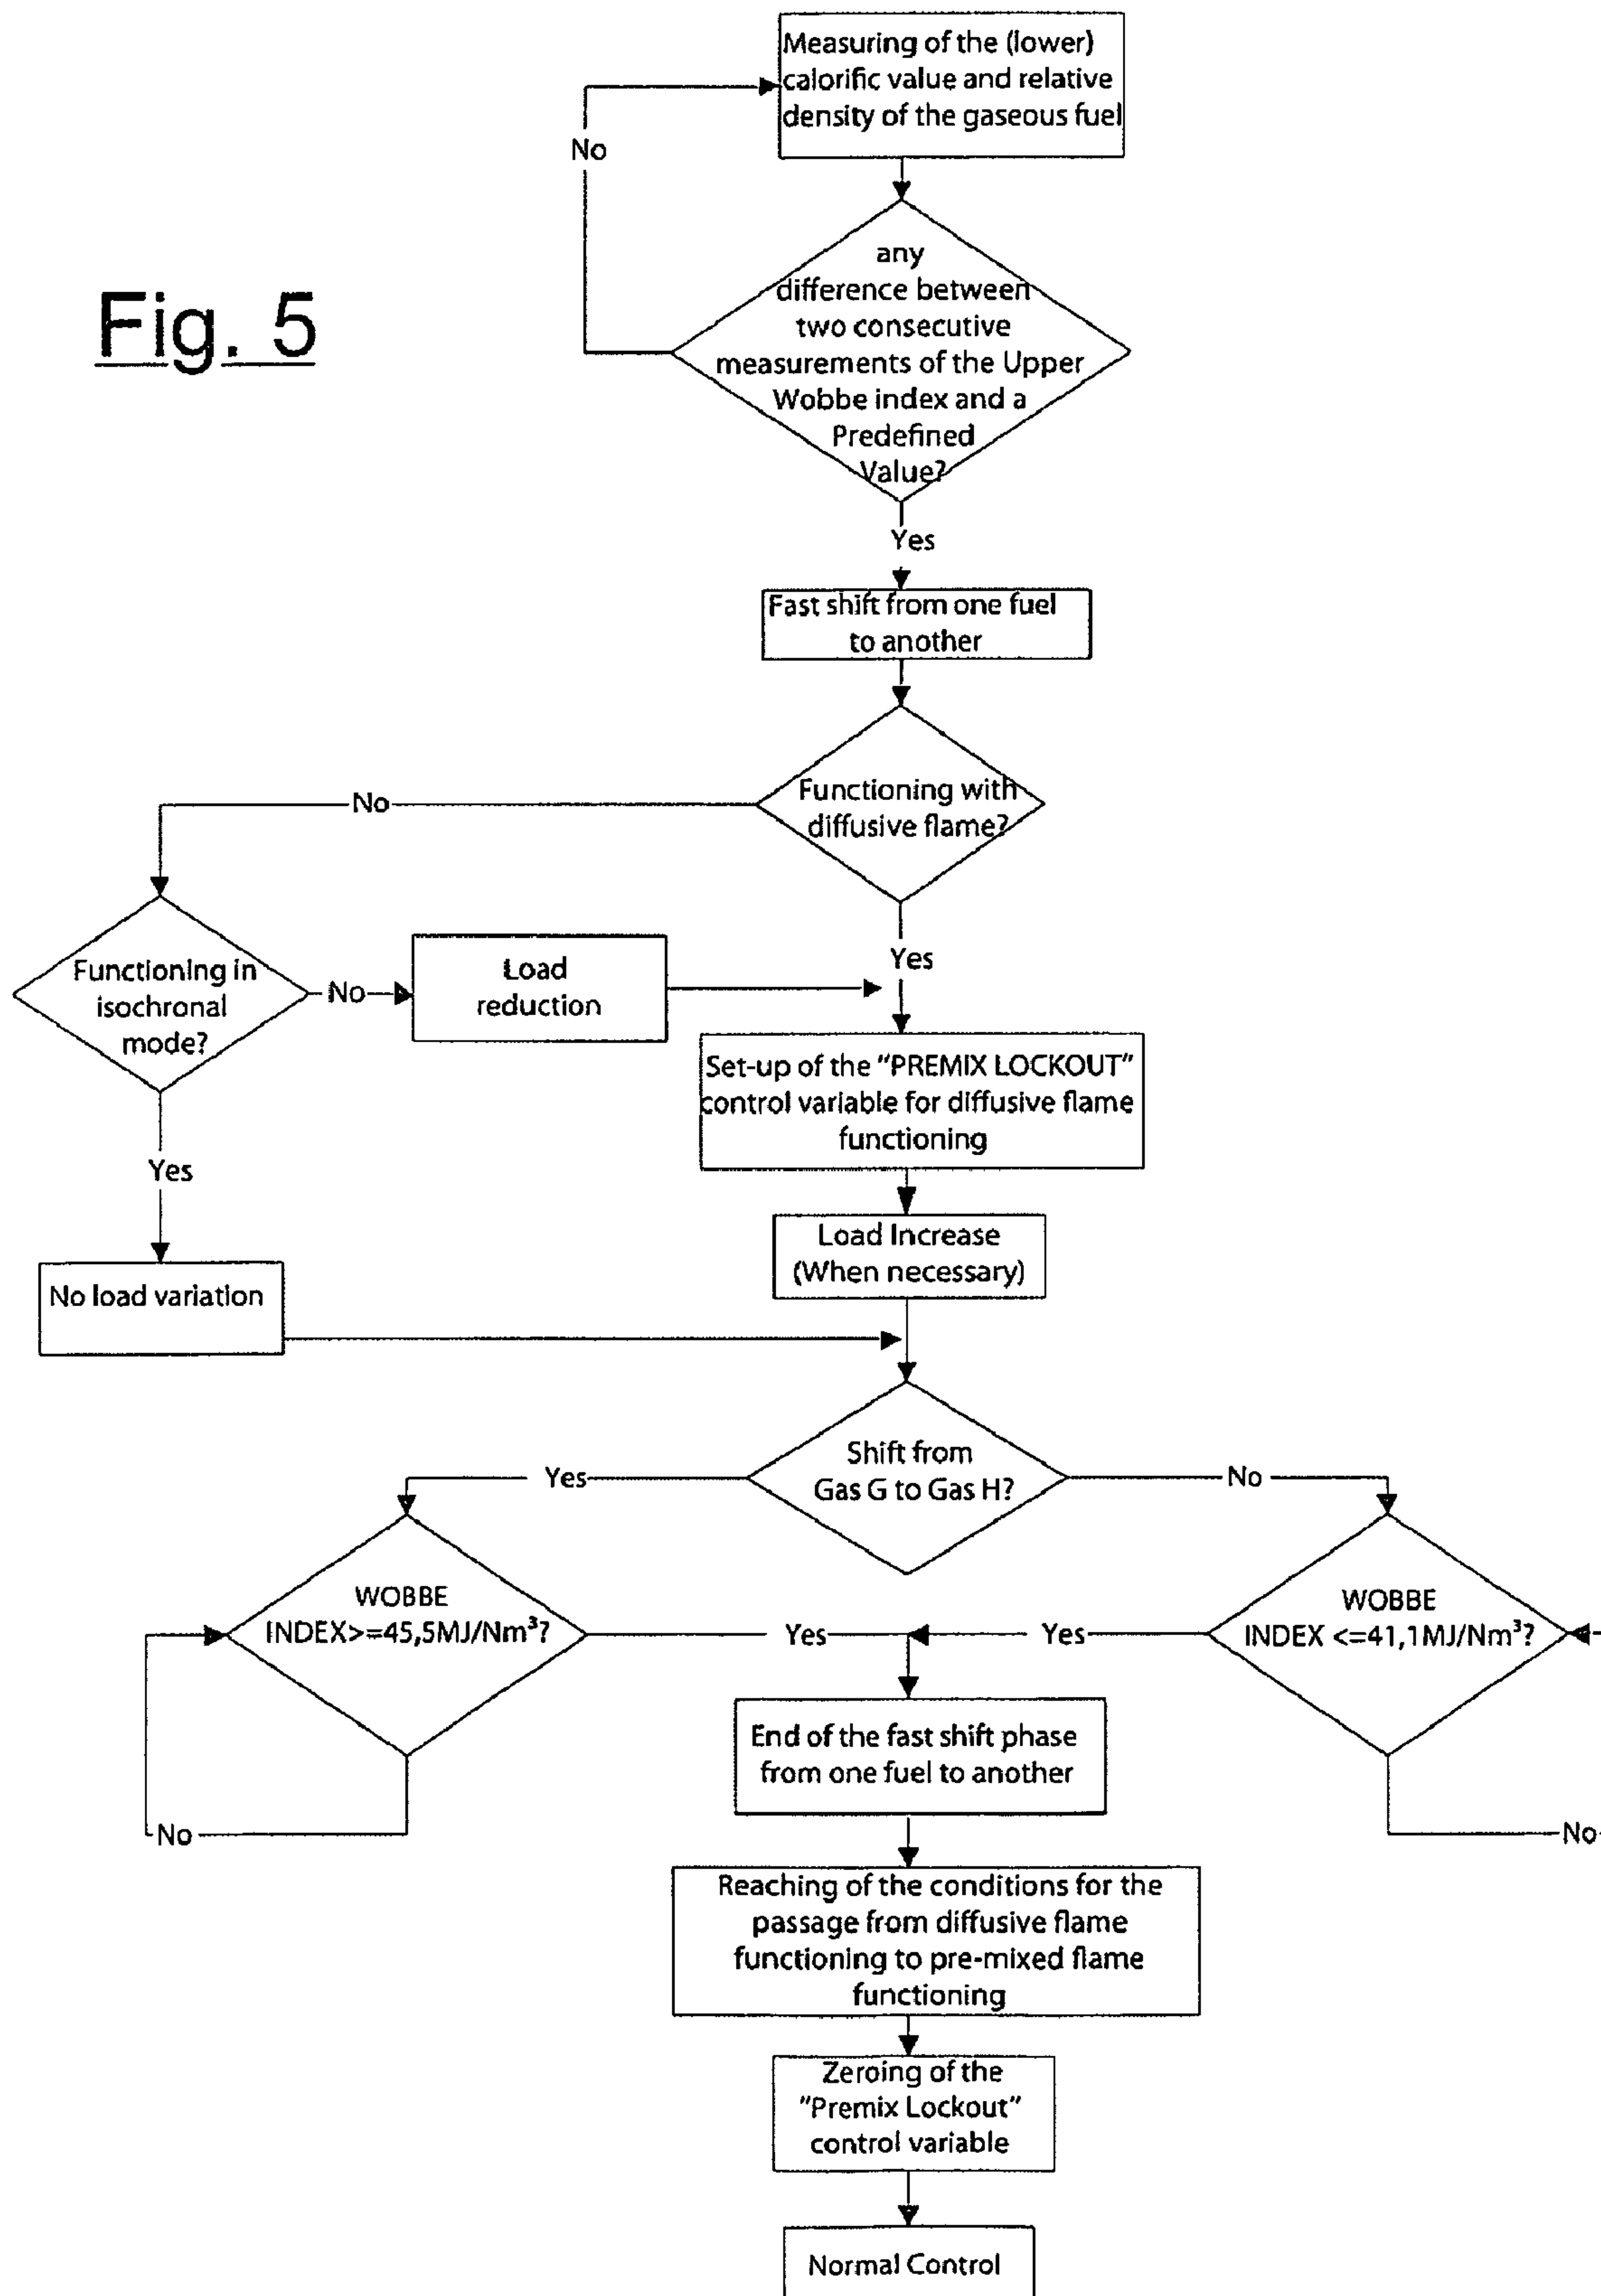 Fig. 5
Measuring of the (lower)
calorific value and relative
density of the gaseous fuel
No
any
difference between
two consecutive
measurements of the Upper
Wobbe index and a
Predefined
Value?
Yes
Fast shift from one fuel
to another
Functioning with
diffusive flame?
No
Yes
Functioning in
isochronal
mode?
No
Load
reduction
Set-up of the "PREMIX LOCKOUT"
control variable for diffusive flame
functioning
Yes
Load Increase
(When necessary)
No load variation
Shift from
Gas G to Gas H?
Yes
No
WOBBE
INDEX>=45,5MJ/Nm³?
Yes
Yes
WOBBE
INDEX <=41,1MJ/Nm³?
No
No
End of the fast shift phase
from one fuel to another
Reaching of the conditions for the
passage from diffusive flame
functioning to pre-mixed flame
functioning
Zeroing of the
"Premix Lockout"
control variable
Normal Control